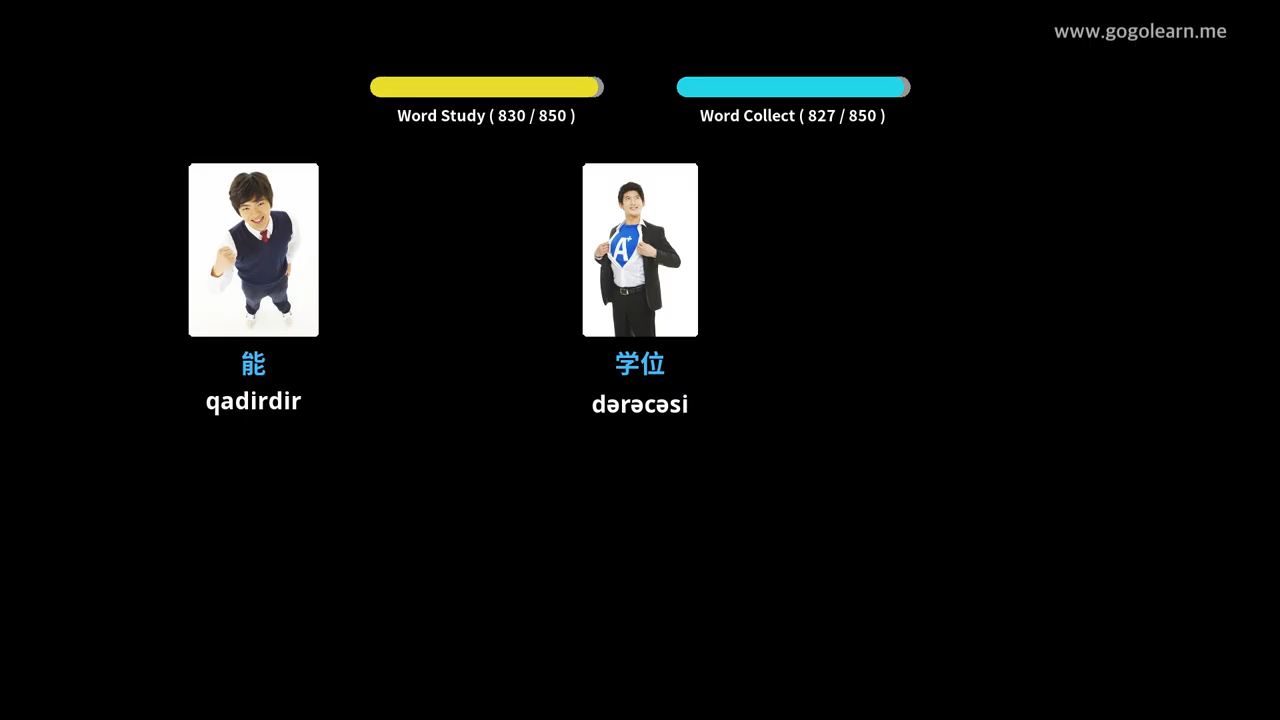 www.gogolearn.me
Word Study ( 830 / 850 )
Word Collect ( 827 / 850 )
A+
能
qadirdir
学位
dərəcəsi